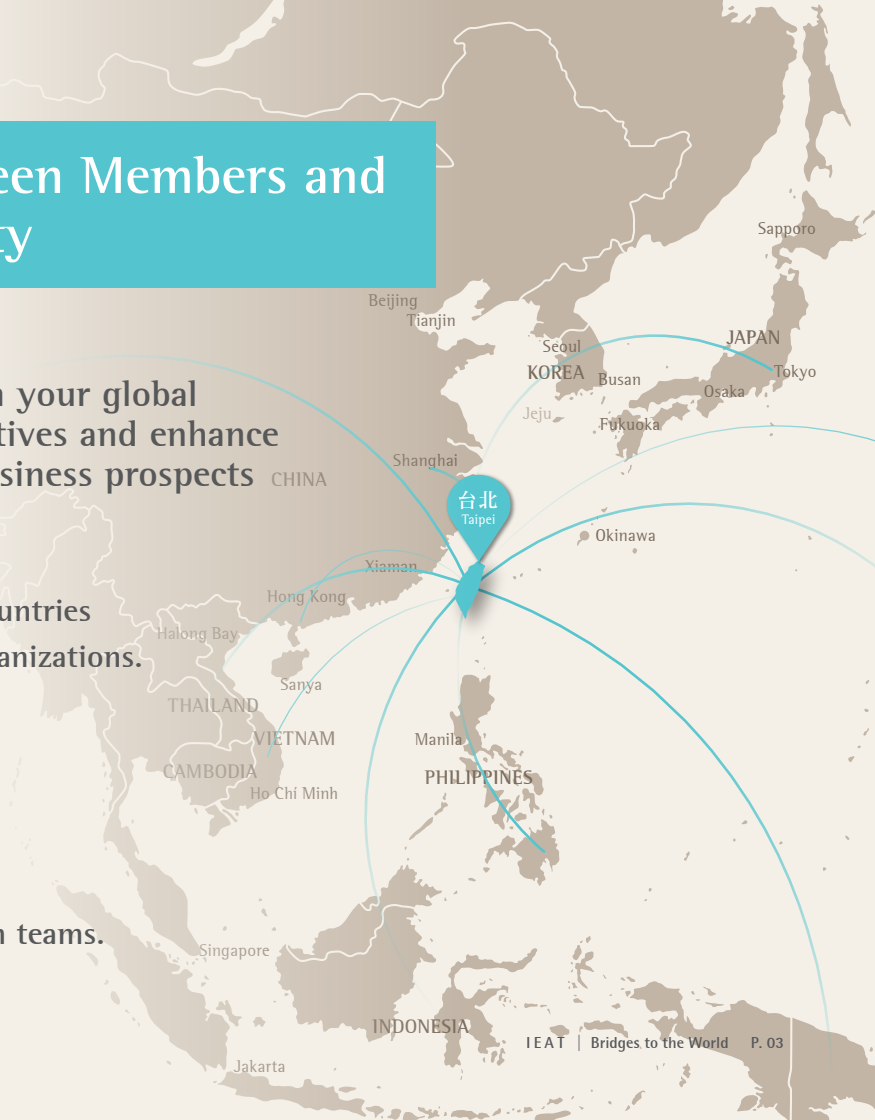 een Members and
ty
Sapporo
Beijing
Tianjin
JAPAN
Seoul
KOREA
Busan
Tokyo
Osaka
Jeju
Fukuoka
n your global
tives and enhance
siness prospects
CHINA
Shanghai
台北
Taipei
Okinawa
Xiaman
Hong Kong
untries
Halong Bay
anizations.
Sanya
THAILAND
VIETNAM
Manila
CAMBODIA
PHILIPPINES
Ho Chí Minh
n teams.
Singapore
INDONESIA
Jakarta
IEAT | Bridges to the World P. 03